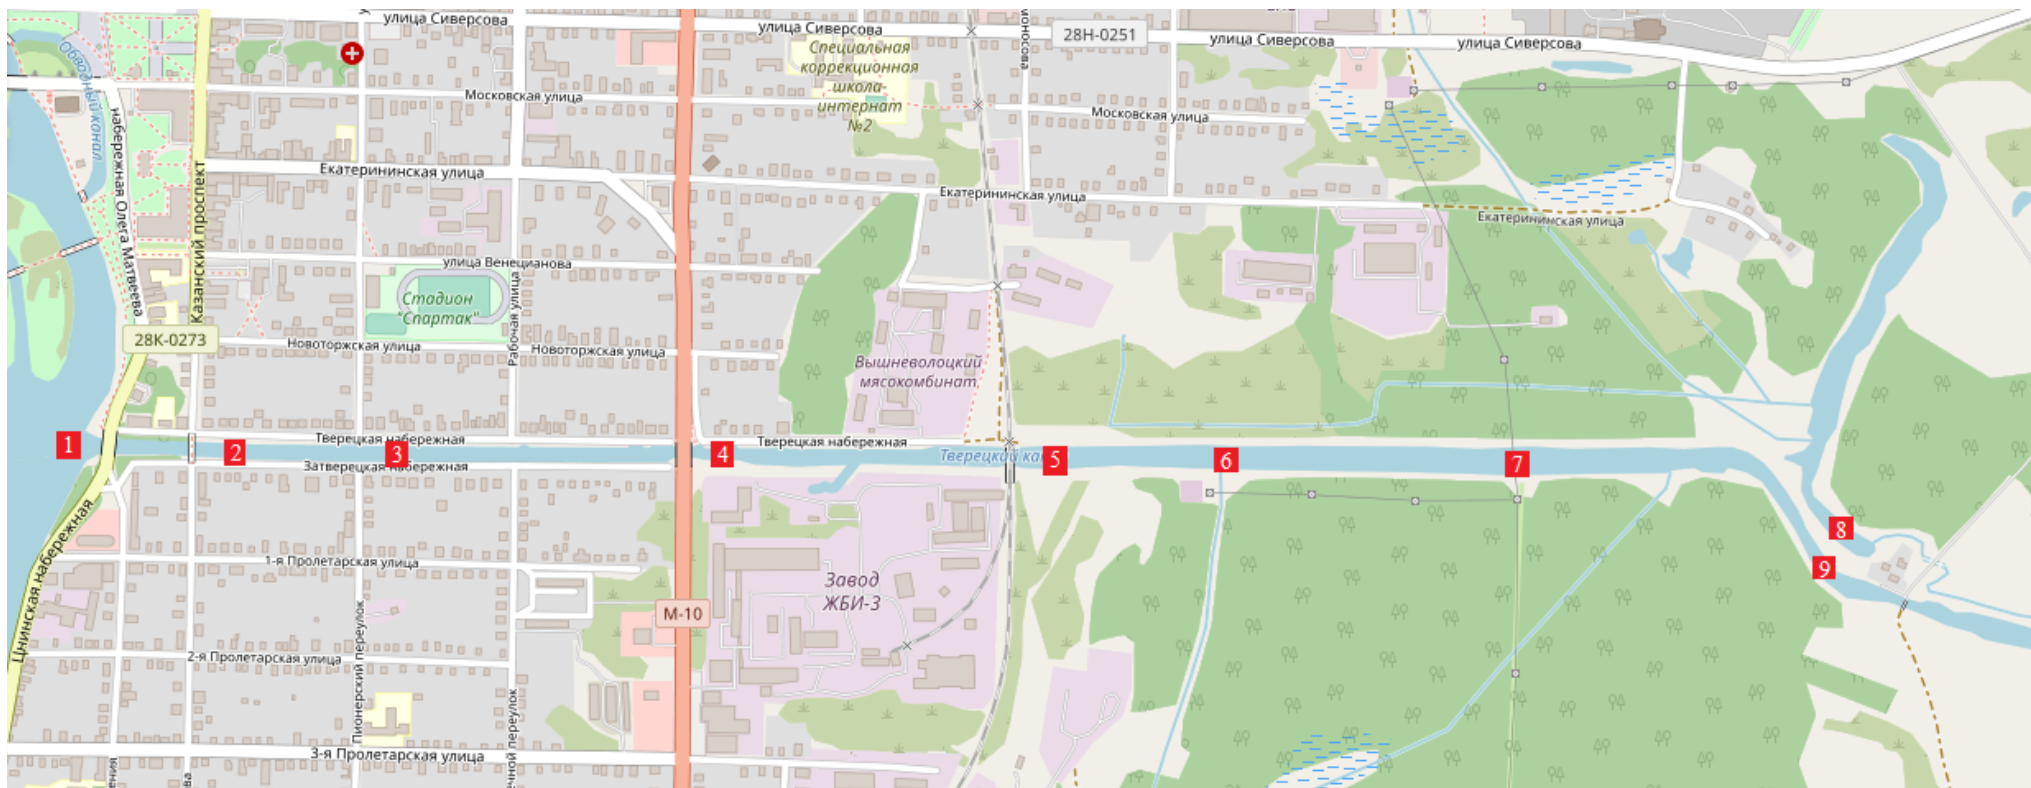 улица Сиверсова
улица Сиверсова
28Н-0251
улица Сиверсова
улица Сиверсова
Обводный канал
Специальная
коррекционная
школа-
интернат
№2
Московская улица
Московская улица
набережная Олега Матвеева
Казанский проспект
Екатерининская улица
Екатерининская улица
Екатерининская улица
улица Венецианова
Стадион
"Спартак"
Рабочая улица
28К-0273
Новоторжская улица
Новоторжская улица
Вышневолоцкий
мясокомбинат
1
2
Тверецкая набережная
3
4
Тверецкая набережная
Тверецкий ка
5
6
7
Затверецкая набережная
8
9
Цнинская набережная
1-я Пролетарская улица
Завод
ЖБИ-3
М-10
Пионерский переулок
2-я Пролетарская улица
3-я Пролетарская улица